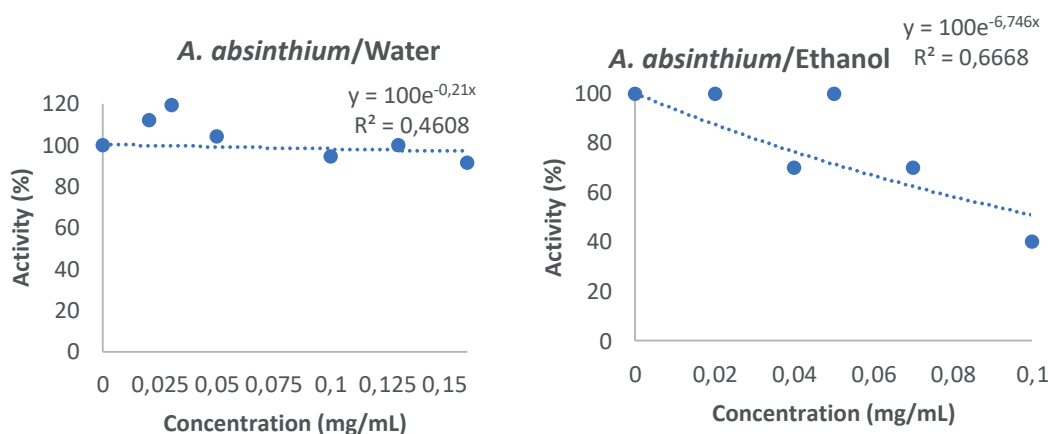 A. absinthium/Water
y = 100e^-0,21x
R² = 0,4608
120
100
80
60
40
20
0
Activity (%)
0 0,025 0,05 0,075 0,1 0,125 0,15
Concentration (mg/mL)
A. absinthium/Ethanol
y = 100e^-6,746x
R² = 0,6668
100
80
60
40
20
0
Activity (%)
0 0,02 0,04 0,06 0,08 0,1
Concentration (mg/mL)